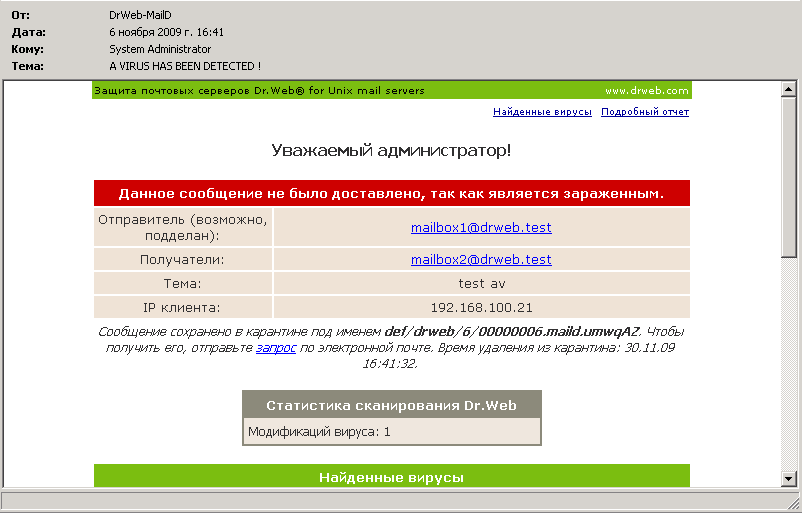 От: DrWeb-MailD
Дата: 6 ноября 2009 г. 16:41
Кому: System Administrator
Тема: A VIRUS HAS BEEN DETECTED !
Защита почтовых серверов Dr.Web® for Unix mail servers www.drweb.com
Найденные вирусы Подробный отчет
Уважаемый администратор!
Данное сообщение не было доставлено, так как является зараженным.
Отправитель (возможно,
подделан): mailbox1@drweb.test
Получатели: mailbox2@drweb.test
Тема: test av
IP клиента: 192.168.100.21
Сообщение сохранено в карантине под именем def/drweb/6/00000006.maild.umwqAZ. Чтобы
получить его, отправьте запрос по электронной почте. Время удаления из карантина: 30.11.09
16:41:32.
Статистика сканирования Dr.Web
Модификаций вируса: 1
Найденные вирусы